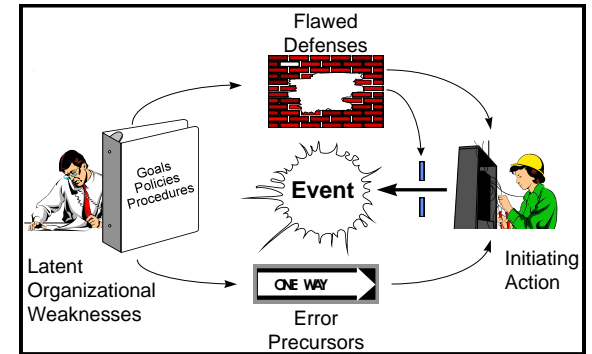 Flawed
Defenses
Goals
Policies
Procedures
Event
Latent
Organizational
Weaknesses
ONE WAY
Error
Precursors
Initiating
Action